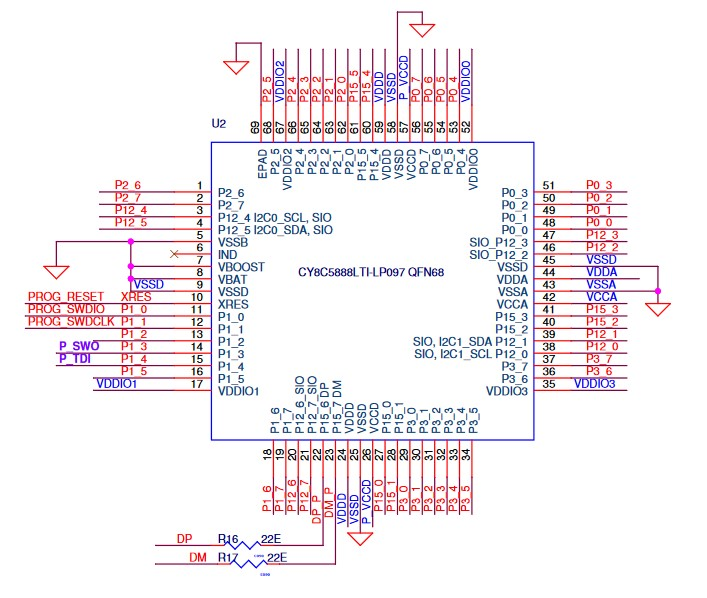 P2_5
VDDIO2
P2_4
P2_3
P2_2
P2_1
P2_0
P15_5
P15_4
VDDD
VSSD
P_VCCD
P0_7
P0_6
P0_5
P0_4
VDDIO0
U2
69 68 67 66 65 64 63 62 61 60 59 58 57 56 55 54 53 52
EPAD
P2_5
VDDIO2
P2_4
P2_3
P2_2
P2_1
P2_0
P15_5
P15_4
VDDD
VSSD
VCCD
P0_7
P0_6
P0_5
P0_4
VDDIO0
P2_6 1 P2_6
P2_7 2 P2_7
P12_4 3 P12_4 I2C0_SCL, SIO
P12_5 4 P12_5 I2C0_SDA, SIO
5 VSSB
6 IND
7 VBOOST
8 VBAT
VSSD 9 VSSD
PROG_RESET XRES 10 XRES
PROG_SWDIO P1_0 11 P1_0
PROG_SWDCLK P1_1 12 P1_1
P1_2 13 P1_2
P_SWO P1_3 14 P1_3
P_TDI P1_4 15 P1_4
P1_5 16 P1_5
VDDIO1 17 VDDIO1
CY8C5888LTI-LP097 QFN68
P0_3 51 P0_3
P0_2 50 P0_2
P0_1 49 P0_1
P0_0 48 P0_0
SIO_P12_3 47 P12_3
SIO_P12_2 46 P12_2
VSSD 45 VSSD
VDDA 44 VDDA
VSSA 43 VSSA
VCCA 42 VCCA
P15_3 41 P15_3
P15_2 40 P15_2
SIO, I2C1_SDA P12_1 39 P12_1
SIO, I2C1_SCL P12_0 38 P12_0
P3_7 37 P3_7
P3_6 36 P3_6
VDDIO3 35 VDDIO3
P1_6
P1_7
P12_6_SIO
P12_7_SIO
P15_6 DP
P15_7 DM
VDDD
VSSD
VCCD
P15_0
P15_1
P3_0
P3_1
P3_2
P3_3
P3_4
P3_5
18 19 20 21 22 23 24 25 26 27 28 29 30 31 32 33 34
P1_6
P1_7
P12_6
P12_7
DP_P
DM_P
VDDD
VSSD
P_VCCD
P15_0
P15_1
P3_0
P3_1
P3_2
P3_3
P3_4
P3_5
DP R16 22E
DM R17 22E